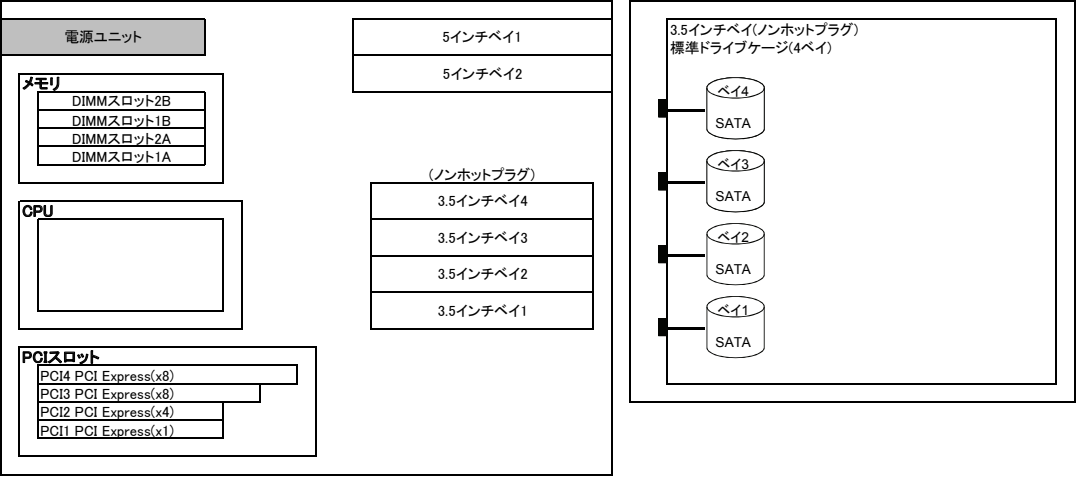 電源ユニット
メモリ
DIMMスロット2B
DIMMスロット1B
DIMMスロット2A
DIMMスロット1A
CPU
PCIスロット
PCI4 PCI Express(x8)
PCI3 PCI Express(x8)
PCI2 PCI Express(x4)
PCI1 PCI Express(x1)
5インチベイ1
5インチベイ2
(ノンホットプラグ)
3.5インチベイ4
3.5インチベイ3
3.5インチベイ2
3.5インチベイ1
3.5インチベイ(ノンホットプラグ)
標準ドライブケージ(4ベイ)
ベイ4
SATA
ベイ3
SATA
ベイ2
SATA
ベイ1
SATA